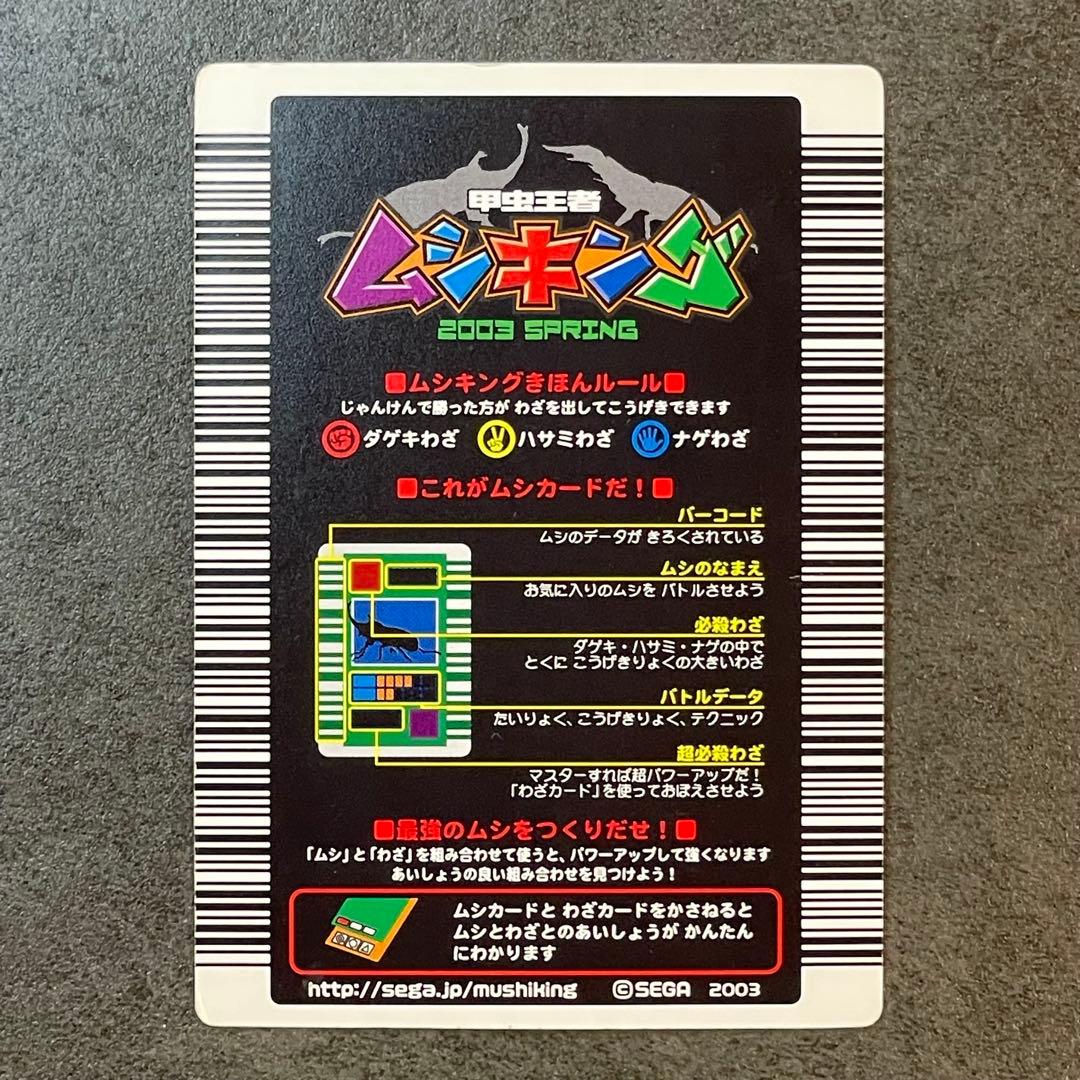 甲虫王者
ムシキング
2003 SPRING
■ムシキングきほんルール■
じゃんけんで勝った方が わざを出してこうげきできます
ダゲキわざ ハサミわざ ナゲわざ
■これがムシカードだ！■
バーコード
ムシのデータが きろくされている
ムシのなまえ
お気に入りのムシを バトルさせよう
必殺わざ
ダゲキ・ハサミ・ナゲの中で
とくに こうげきりょくの大きいわざ
バトルデータ
たいりょく、こうげきりょく、テクニック
超必殺わざ
マスターすれば超パワーアップだ！
「わざカード」を使っておぼえさせよう
■最強のムシをつくりだせ！■
「ムシ」と「わざ」を組み合わせて使うと、パワーアップして強くなります
あいしょうの良い組み合わせを見つけよう！
ムシカードと わざカードをかさねると
ムシとわざとのあいしょうが かんたん
にわかります
http://sega.jp/mushiking ©SEGA 2003